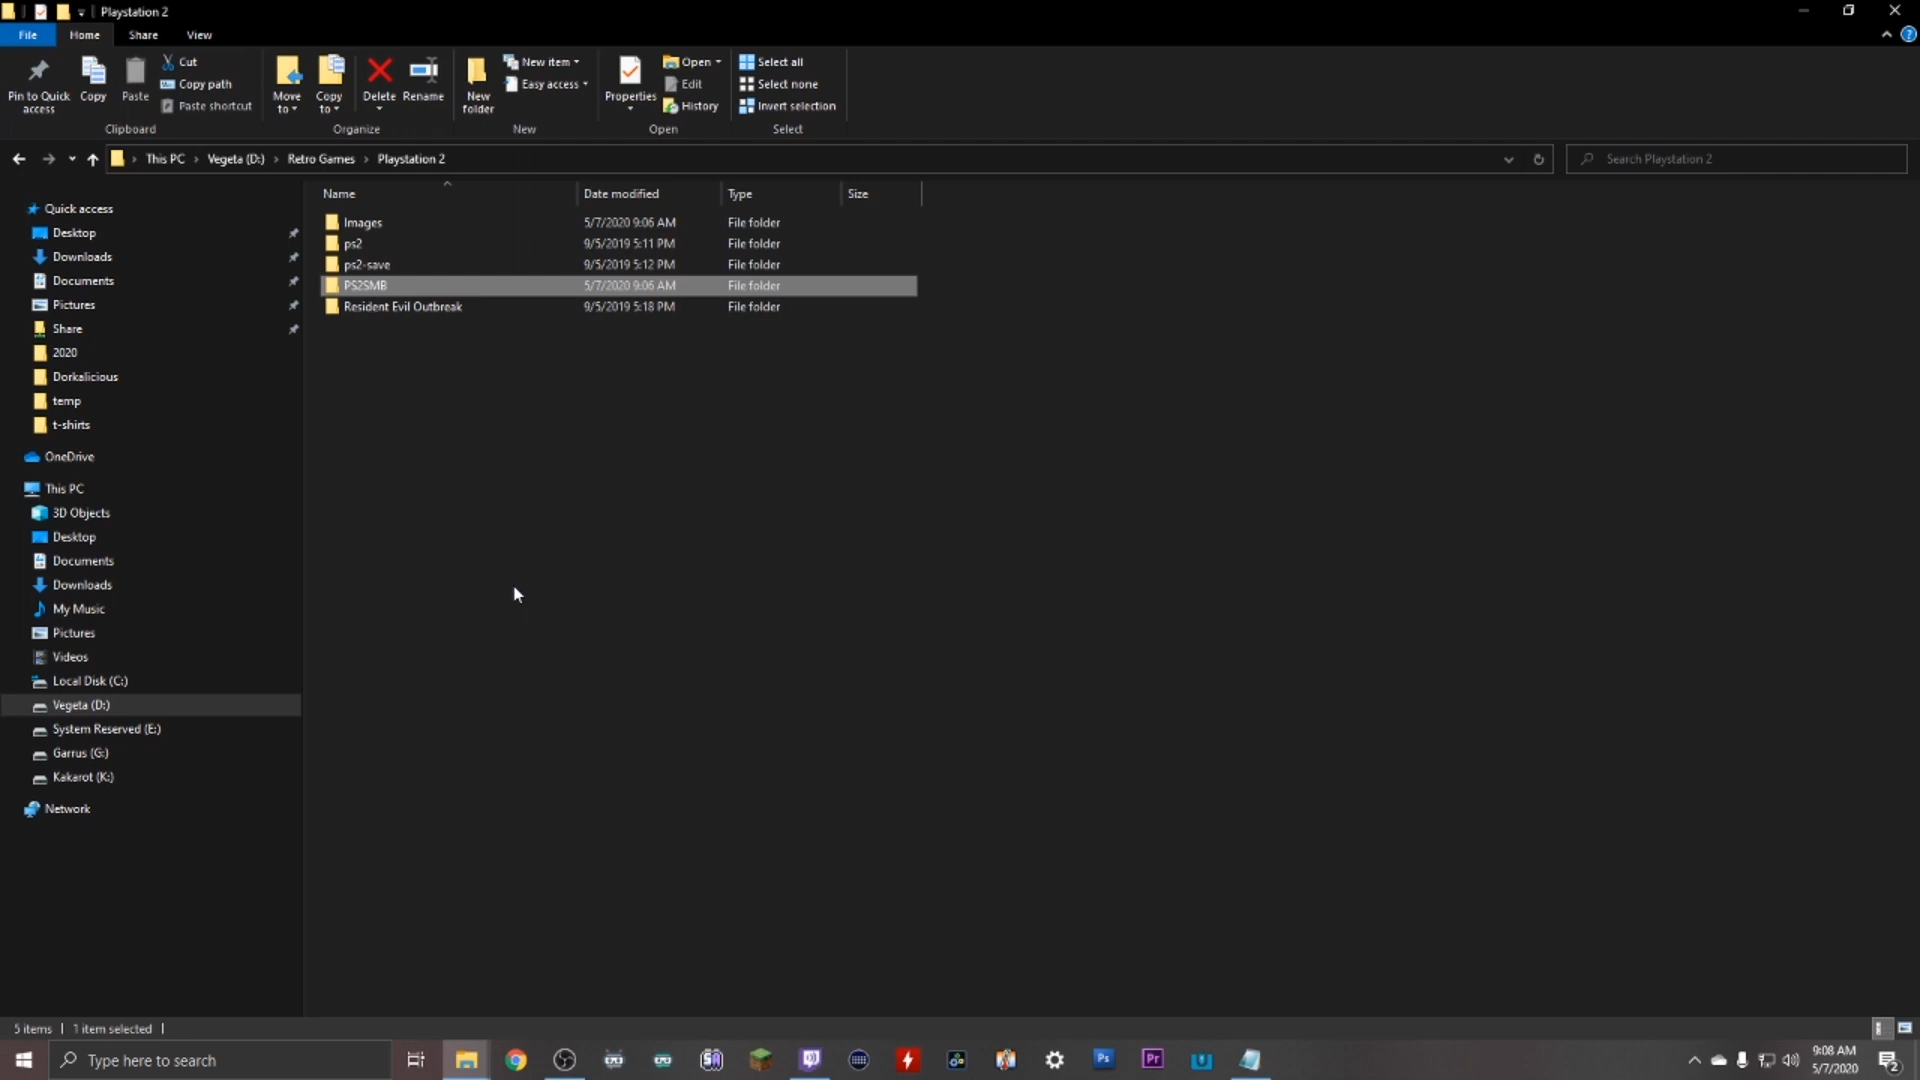 Playstation 2
File Home Share View
Pin to Quick access
Copy
Paste
Cut
Copy path
Paste shortcut
Clipboard
Move to
Copy to
Delete
Rename
Organize
New folder
New item
Easy access
New
Properties
Open
Edit
History
Open
Select all
Select none
Invert selection
Select
This PC Vegeta (D:) Retro Games Playstation 2
Search Playstation 2
Name Date modified Type Size
Images 5/7/2020 9:06 AM File folder
ps2 9/5/2019 5:11 PM File folder
ps2-save 9/5/2019 5:12 PM File folder
PS2SMB 5/7/2020 9:06 AM File folder
Resident Evil Outbreak 9/5/2019 5:18 PM File folder
Quick access
Desktop
Downloads
Documents
Pictures
Share
2020
Dorkalicious
temp
t-shirts
OneDrive
This PC
3D Objects
Desktop
Documents
Downloads
My Music
Pictures
Videos
Local Disk (C:)
Vegeta (D:)
System Reserved (E:)
Garrus (G:)
Kakarot (K:)
Network
5 items 1 item selected
Type here to search
Ps
Pr
9:08 AM
5/7/2020
2